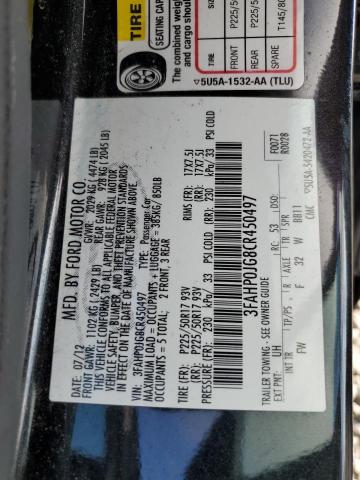 TIRE
SEATING CAP
The combined weight
and cargo should
TIRE
FRONT P225/50
REAR P225/50
SPARE T145/80
▽5U5A-1532-AA (TLU)
MFD. BY FORD MOTOR CO.
07/12 GVWR: 2029 KG ( 4474 LB)
FRONT GAWR: 1102 KG ( 2429 LB) REAR GAWR: 928 KG ( 2045 LB)
VEHICLE CONFORMS TO ALL APPLICABLE FEDERAL MOTOR
VEHICLE SAFETY, BUMPER, AND THEFT PREVENTION STANDARDS
IN EFFECT ON THE DATE OF MANUFACTURE SHOWN ABOVE.
VIN: 3FAHP0JG8CR450497 TYPE: Passenger Car
MAXIMUM LOAD = OCCUPANTS + LUGGAGE = 385KG/ 850LB
OCCUPANTS = 5 TOTAL: 2 FRONT, 3 REAR
TIRE (FR): P225/50R17 93V RIMS (FR): 17X7.5J
(RR): P225/50R17 93V (RR): 17X7.5J
PRESSURE (FR): 230 kPa/ 33 PSI COLD (RR): 230 kPa/ 33 PSI COLD
3FAHP0JG8CR450497 F0071
R0028
TRAILER TOWING - SEE OWNER GUIDE
EXT PNT: UH RC: 53 DSO:
INT TR TP/PS R AXLE TR SPR
FW F 32 W BB11
CMC ▽5U5A-5420472-AA